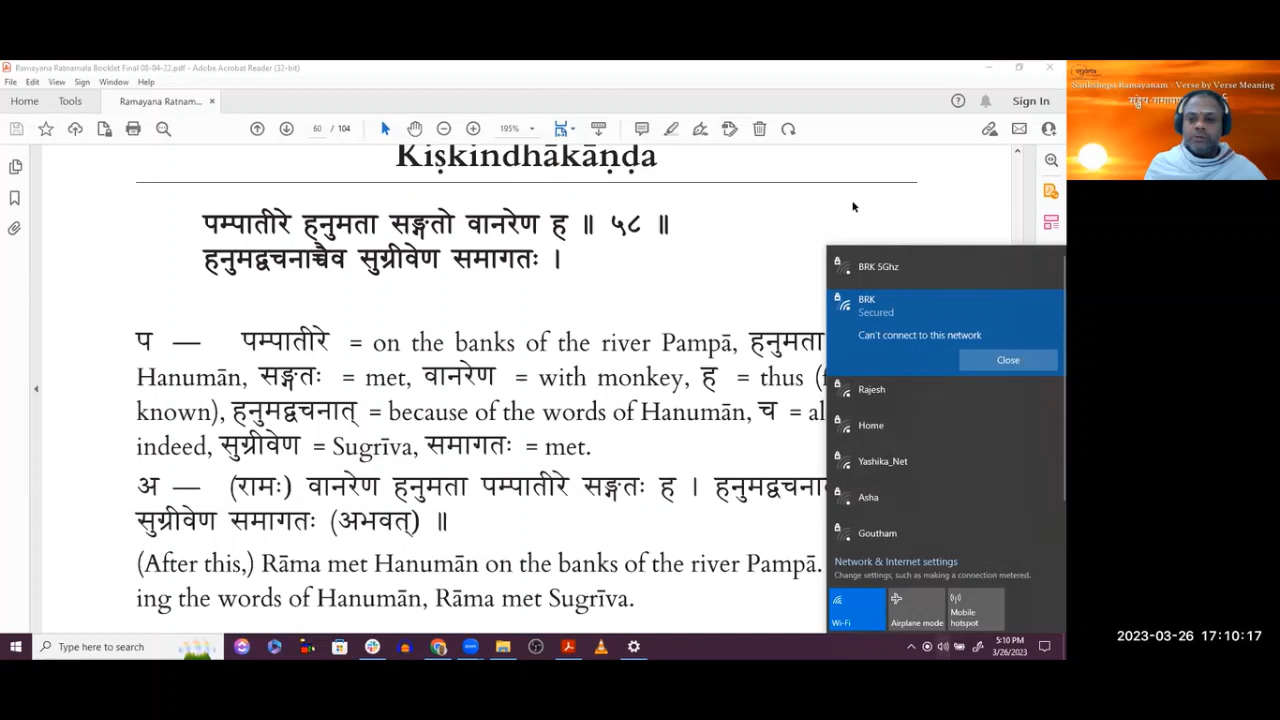 Ramayana Ratnamala Booklet Final 08-04-22.pdf - Adobe Acrobat Reader (32-bit)
File Edit View Sign Window Help
Home Tools Ramayana Ratnam... × Sign In
60 / 104 195%
Kiṣkindhākāṇḍa
पम्पातीरे हनुमता सङ्गतो वानरेण ह ॥ ५८ ॥
हनुमद्वचनाच्चैव सुग्रीवेण समागतः ।
प — पम्पातीरे = on the banks of the river Pampā, हनुमता
Hanumān, सङ्गतः = met, वानरेण = with monkey, ह = thus
known), हनुमद्वचनात् = because of the words of Hanumān, च = al
indeed, सुग्रीवेण = Sugrīva, समागतः = met.
अ — (रामः) वानरेण हनुमता पम्पातीरे सङ्गतः ह । हनुमद्वचना
सुग्रीवेण समागतः (अभवत्) ॥
(After this,) Rāma met Hanumān on the banks of the river Pampā.
ing the words of Hanumān, Rāma met Sugrīva.
BRK 5Ghz
BRK
Secured
Can't connect to this network
Close
Rajesh
Home
Yashika_Net
Asha
Goutham
Network & Internet settings
Change settings, such as making a connection metered.
Wi-Fi Airplane mode Mobile hotspot
Type here to search
5:10 PM
3/26/2023
Sankshepa Ramayanam - Verse by Verse Meaning
2023-03-26 17:10:17